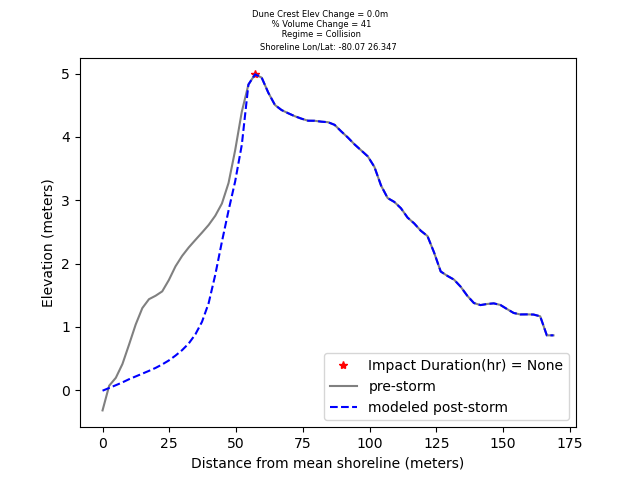 Dune Crest Elev Change = 0.0m
% Volume Change = 41
Regime = Collision
Shoreline Lon/Lat: -80.07 26.347
5
4
3
2
1
0
Elevation (meters)
Impact Duration(hr) = None
pre-storm
modeled post-storm
0 25 50 75 100 125 150 175
Distance from mean shoreline (meters)